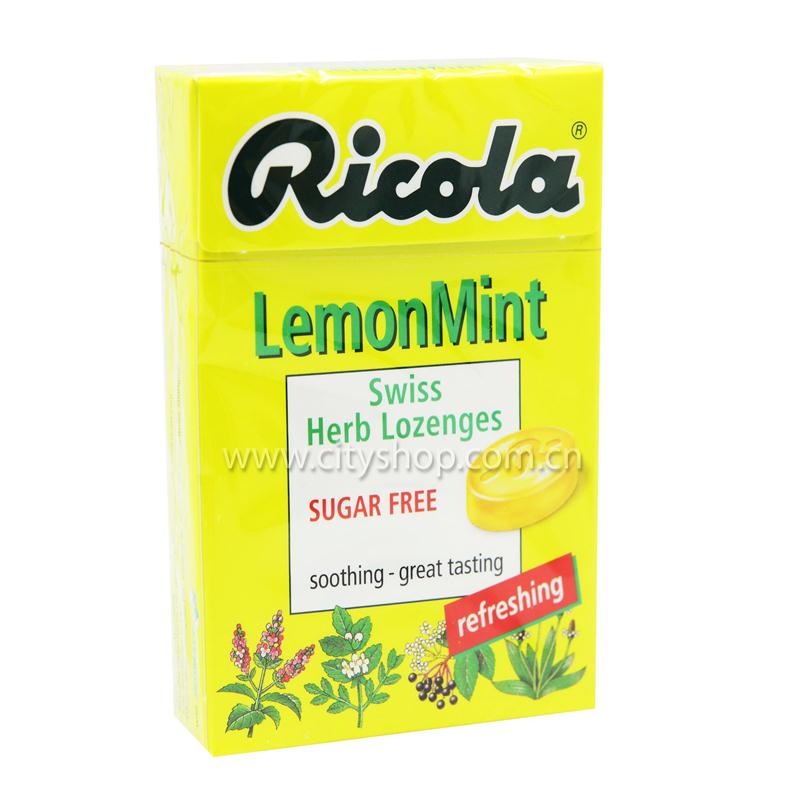 Ricola®
LemonMint
Swiss
Herb Lozenges
www.cityshop.com.cn
SUGAR FREE
soothing - great tasting
refreshing